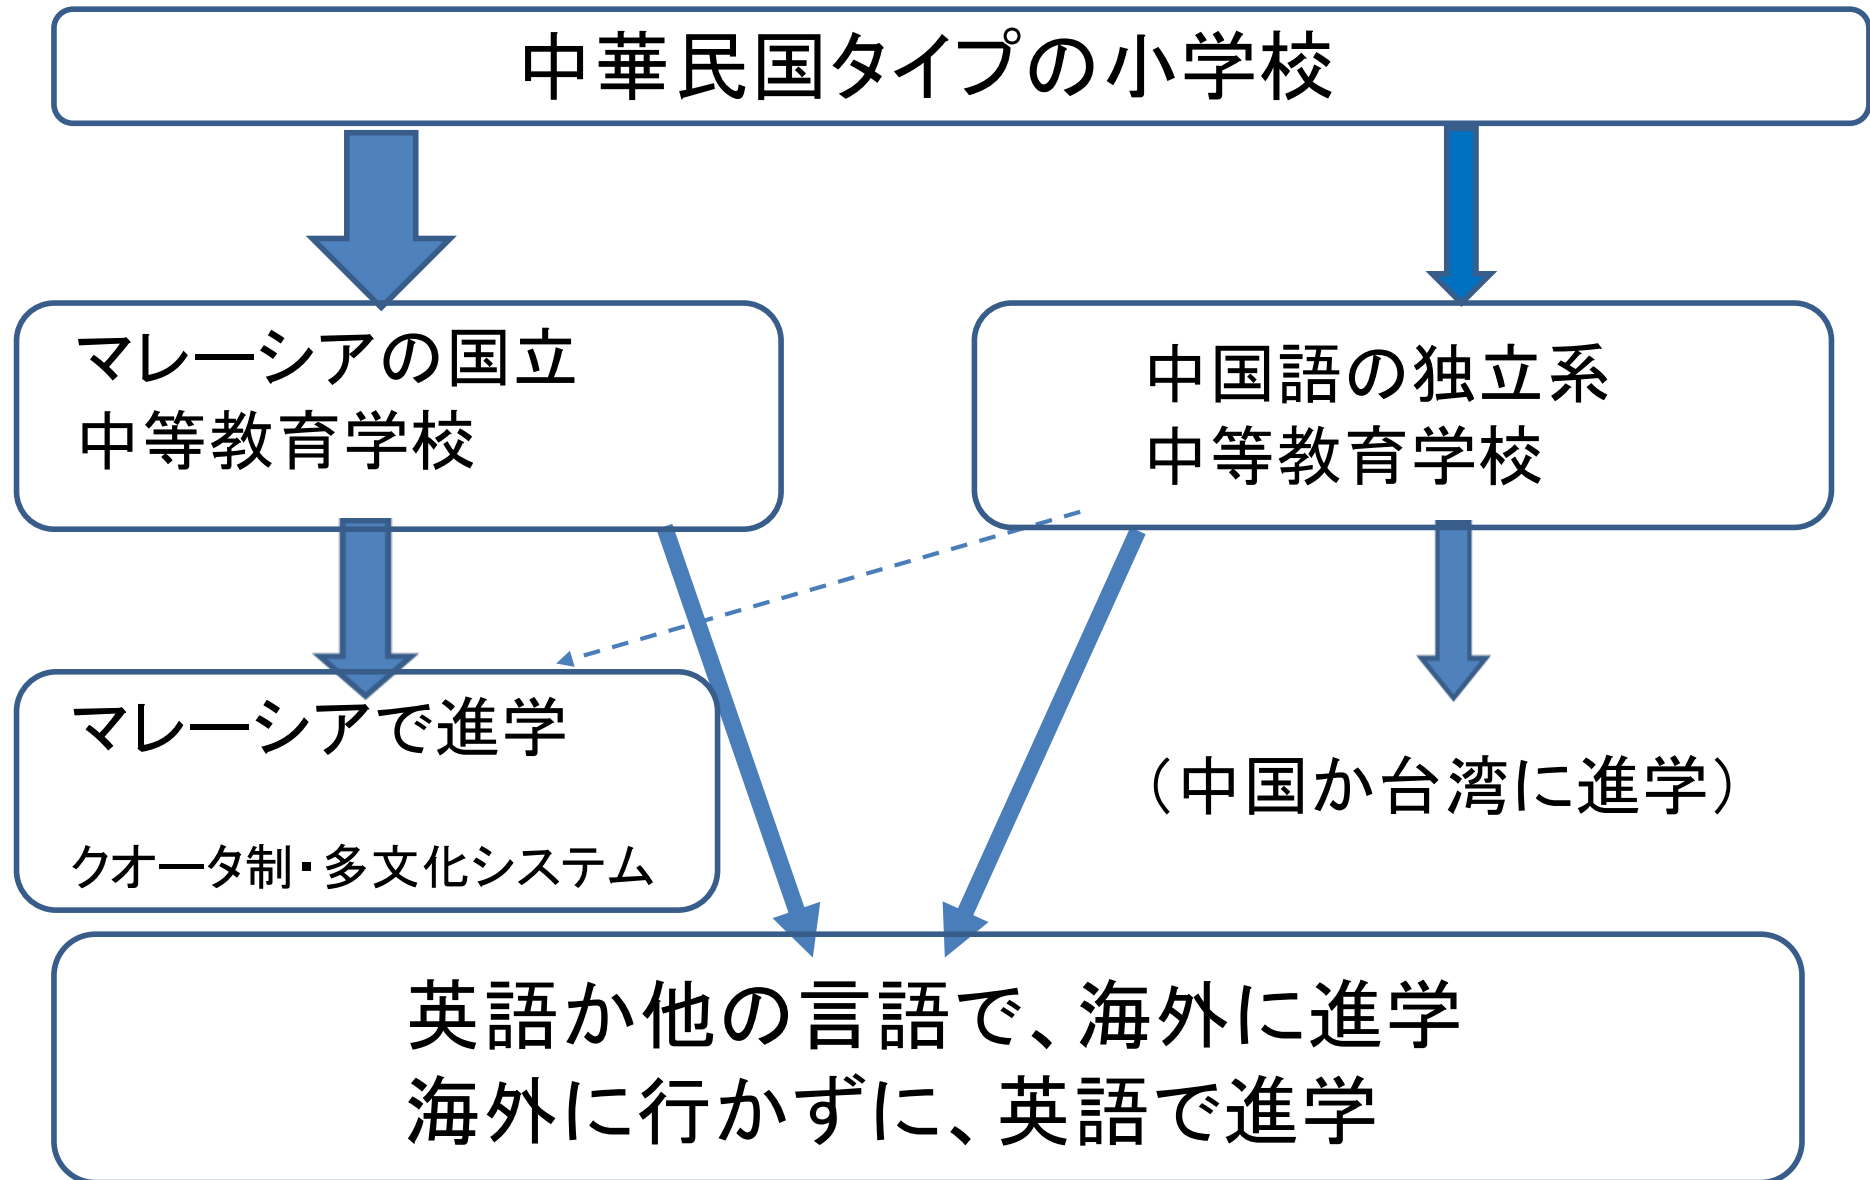 中華民国タイプの小学校
マレーシアの国立
中等教育学校
中国語の独立系
中等教育学校
マレーシアで進学
クオータ制・多文化システム
（中国か台湾に進学）
英語か他の言語で、海外に進学
海外に行かずに、英語で進学